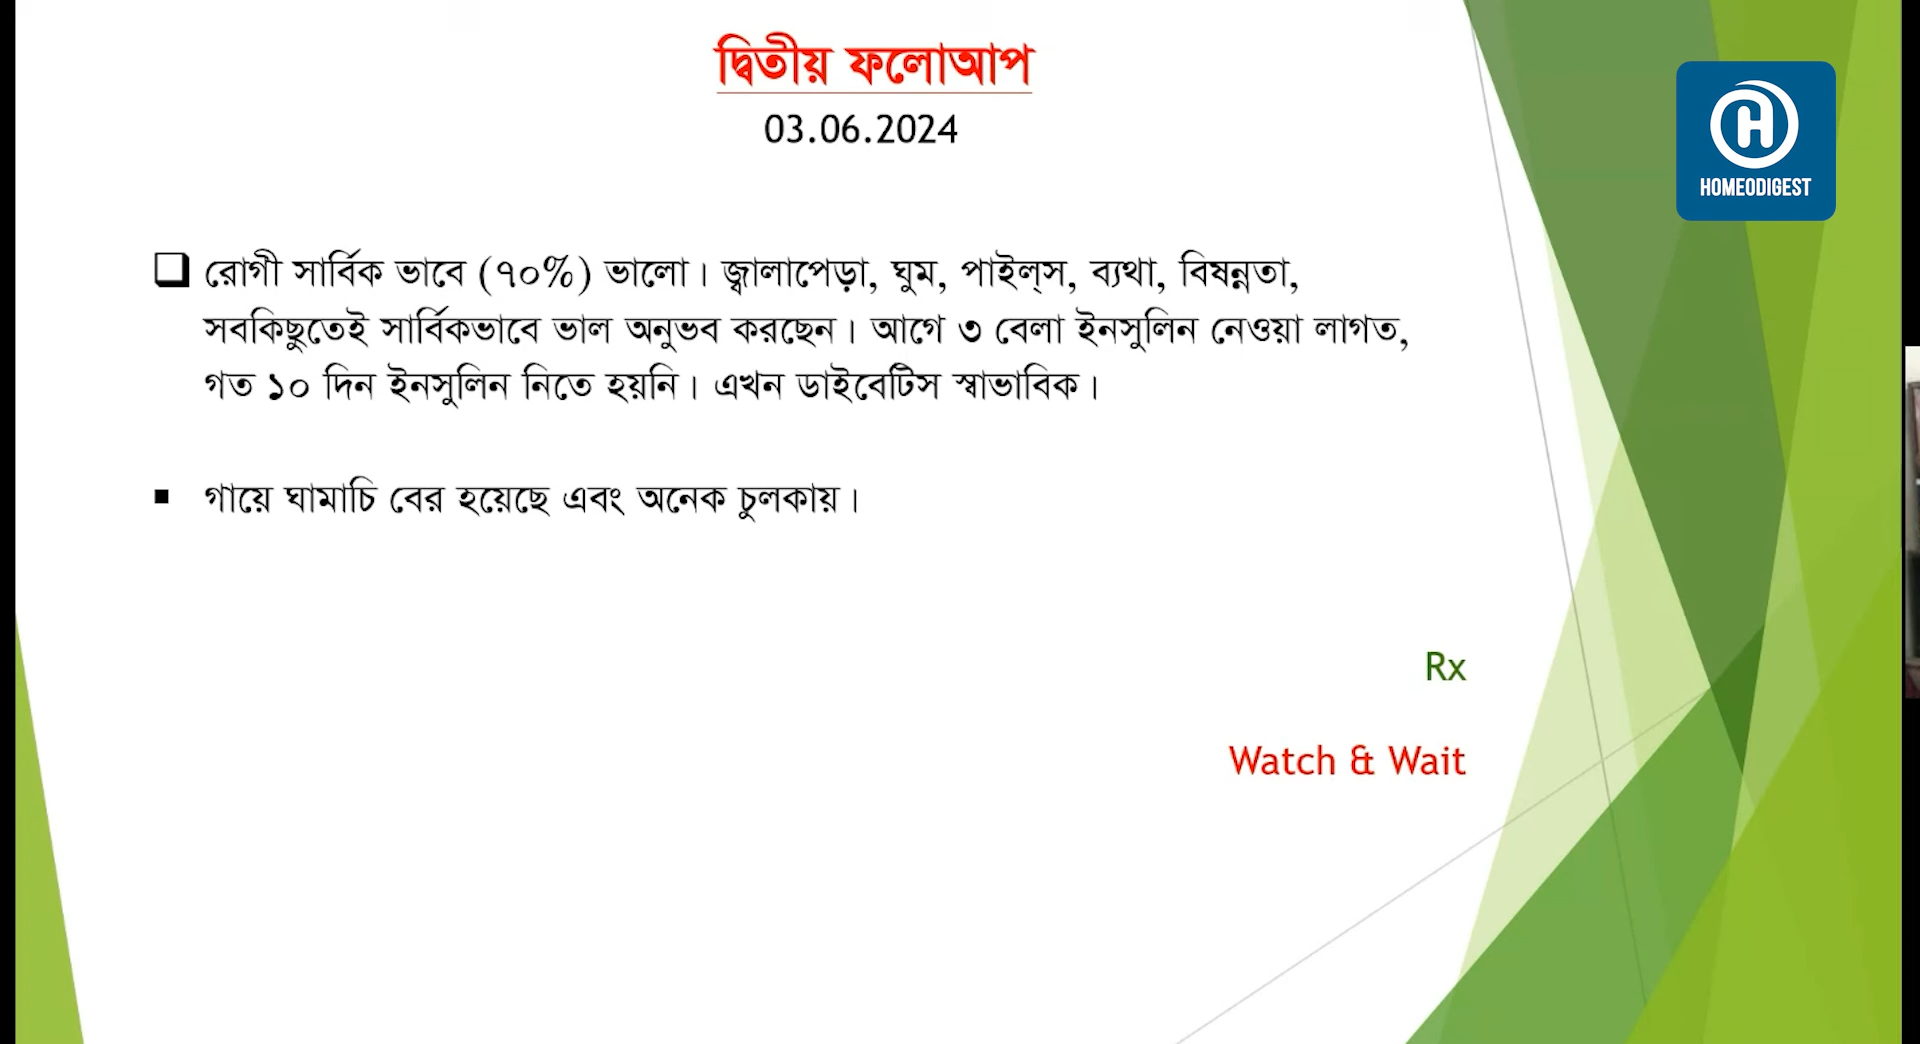 দ্বিতীয় ফলোআপ
03.06.2024
HOMEODIGEST
রোগী সার্বিক ভাবে (৭০%) ভালো। জ্বালাপেড়া, ঘুম, পাইল্‌স, ব্যথা, বিষন্নতা,
সবকিছুতেই সার্বিকভাবে ভাল অনুভব করছেন। আগে ৩ বেলা ইনসুলিন নেওয়া লাগত,
গত ১০ দিন ইনসুলিন নিতে হয়নি। এখন ডাইবেটিস স্বাভাবিক।
গায়ে ঘামাচি বের হয়েছে এবং অনেক চুলকায়।
Rx
Watch & Wait